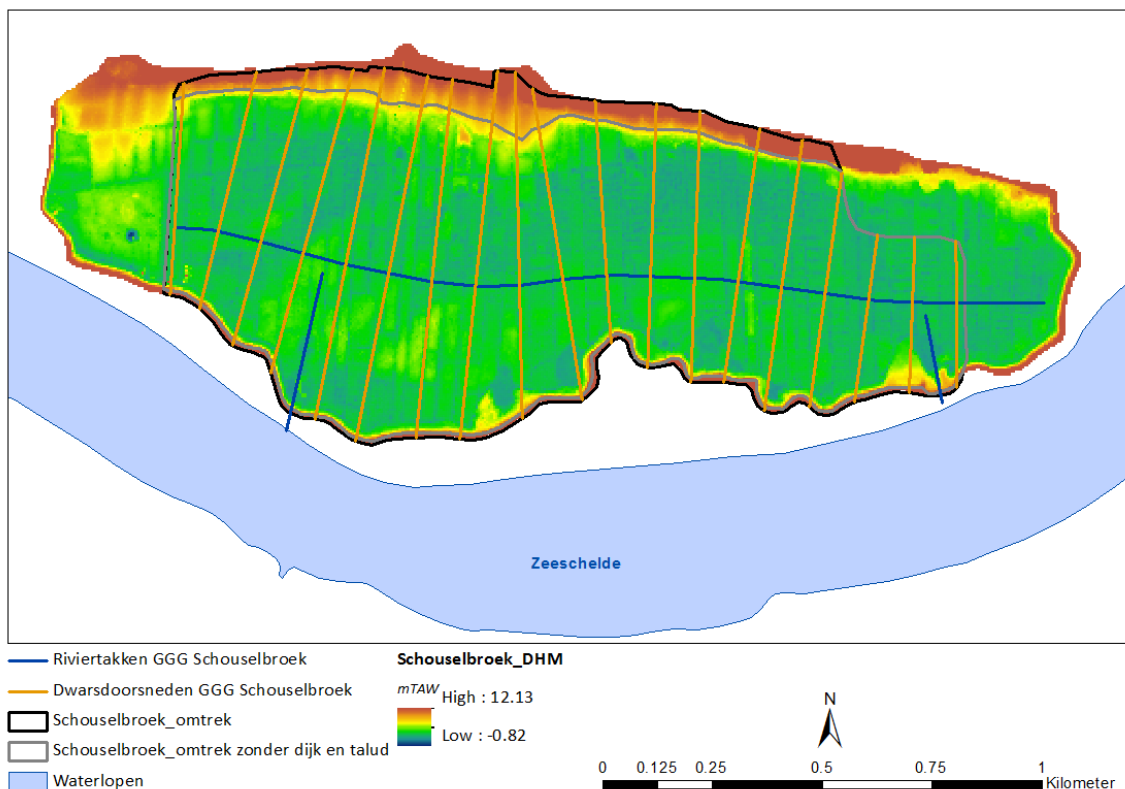 Zeeschelde
Riviertakken GGG Schouselbroek
Dwarsdoorsneden GGG Schouselbroek
Schouselbroek_omtrek
Schouselbroek_omtrek zonder dijk en talud
Waterlopen
Schouselbroek_DHM
mTAW High : 12.13
Low : -0.82
N
0 0.125 0.25 0.5 0.75 1
Kilometer